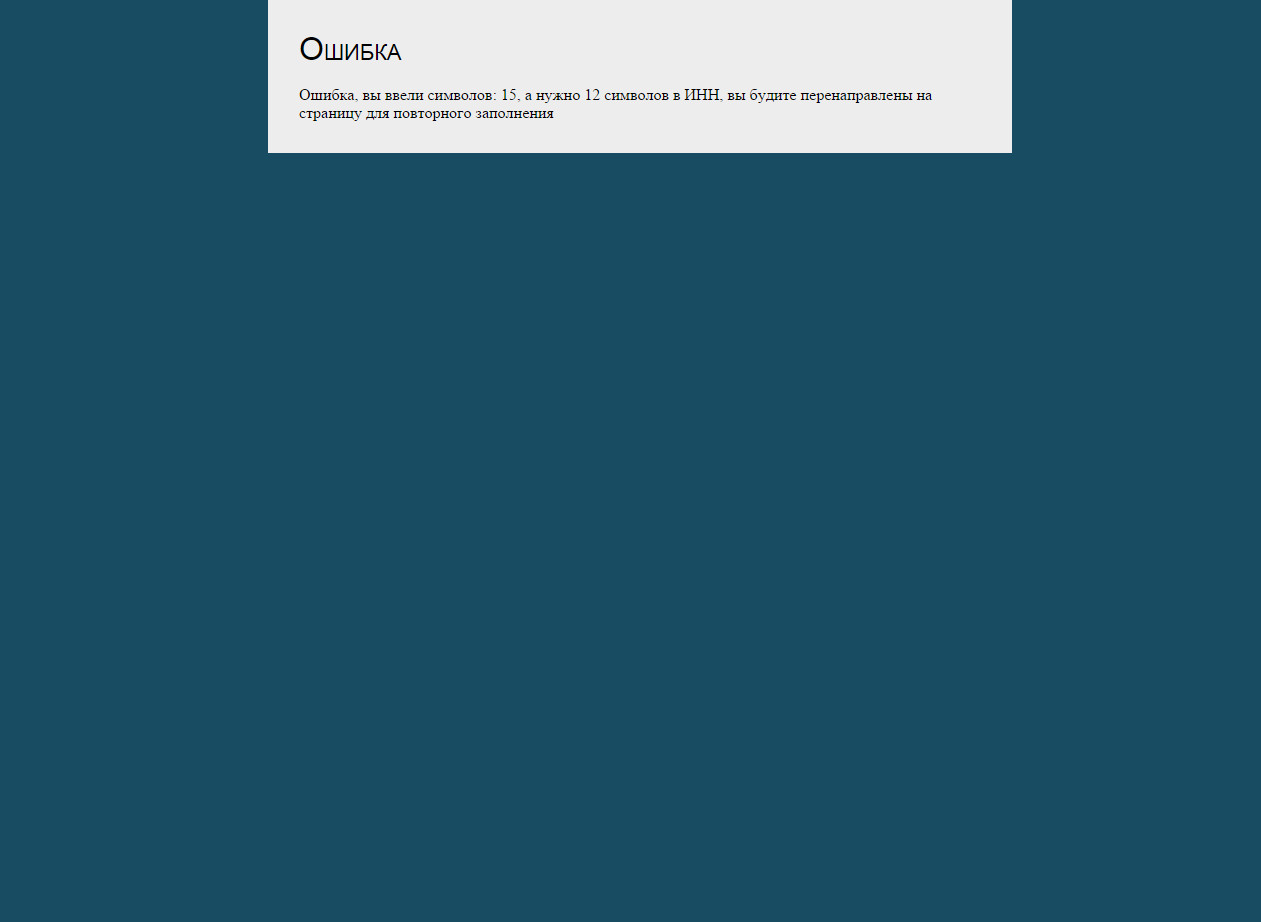 Ошибка
Ошибка, вы ввели символов: 15, а нужно 12 символов в ИНН, вы будите перенаправлены на
страницу для повторного заполнения